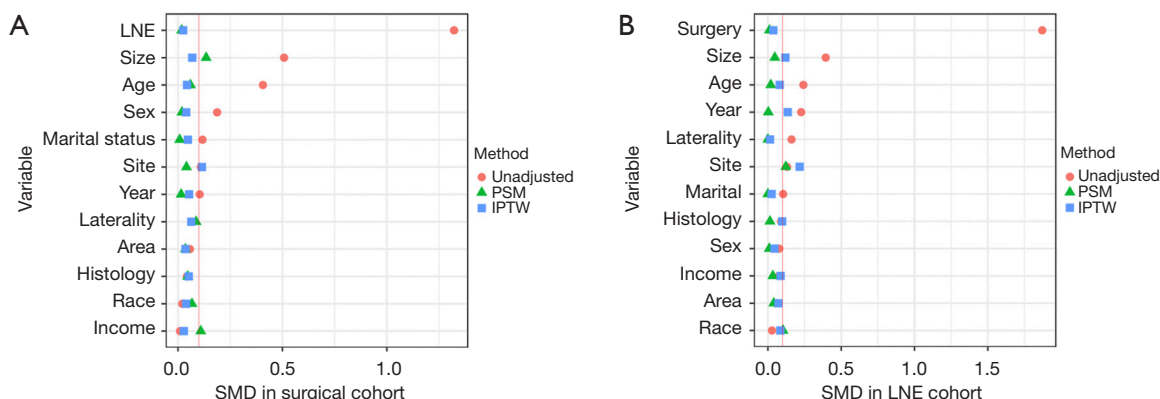 A
Variable
LNE
Size
Age
Sex
Marital status
Site
Year
Laterality
Area
Histology
Race
Income
0.0 0.5 1.0
SMD in surgical cohort
Method
Unadjusted
PSM
IPTW
B
Variable
Surgery
Size
Age
Year
Laterality
Site
Marital
Histology
Sex
Income
Area
Race
0.0 0.5 1.0 1.5
SMD in LNE cohort
Method
Unadjusted
PSM
IPTW